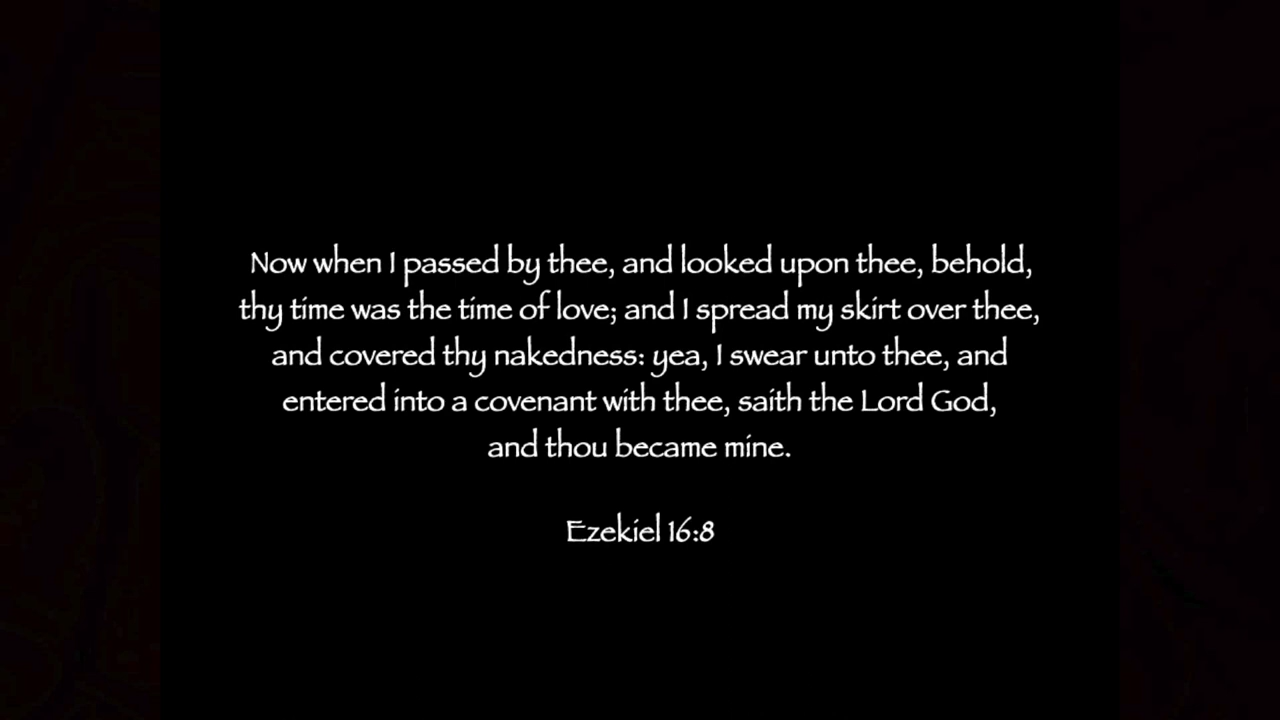 Now when I passed by thee, and looked upon thee, behold,
thy time was the time of love; and I spread my skirt over thee,
and covered thy nakedness: yea, I swear unto thee, and
entered into a covenant with thee, saith the Lord God,
and thou became mine.
Ezekiel 16:8